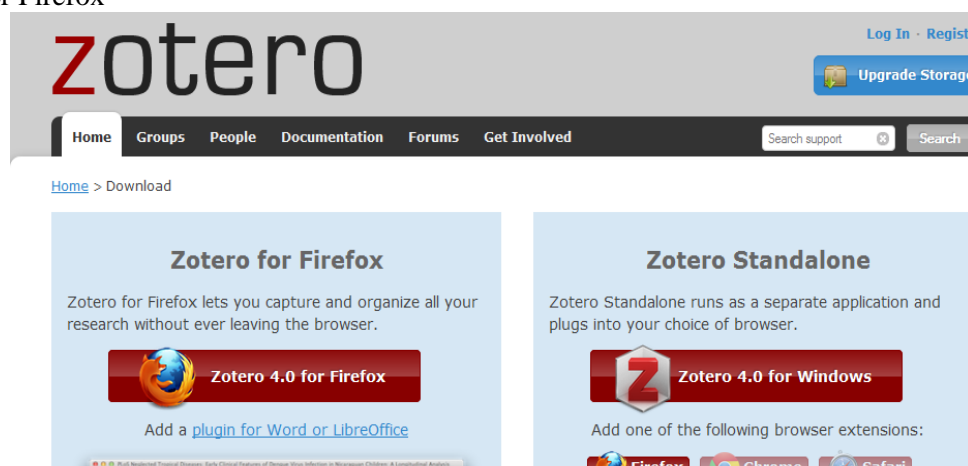 r Firefox
zotero
Log In · Regist
Upgrade Storage
Home Groups People Documentation Forums Get Involved
Search support Search
Home > Download
Zotero for Firefox
Zotero for Firefox lets you capture and organize all your
research without ever leaving the browser.
Zotero 4.0 for Firefox
Add a plugin for Word or LibreOffice
Zotero Standalone
Zotero Standalone runs as a separate application and
plugs into your choice of browser.
Z
Zotero 4.0 for Windows
Add one of the following browser extensions:
Firefox Chrome Safari